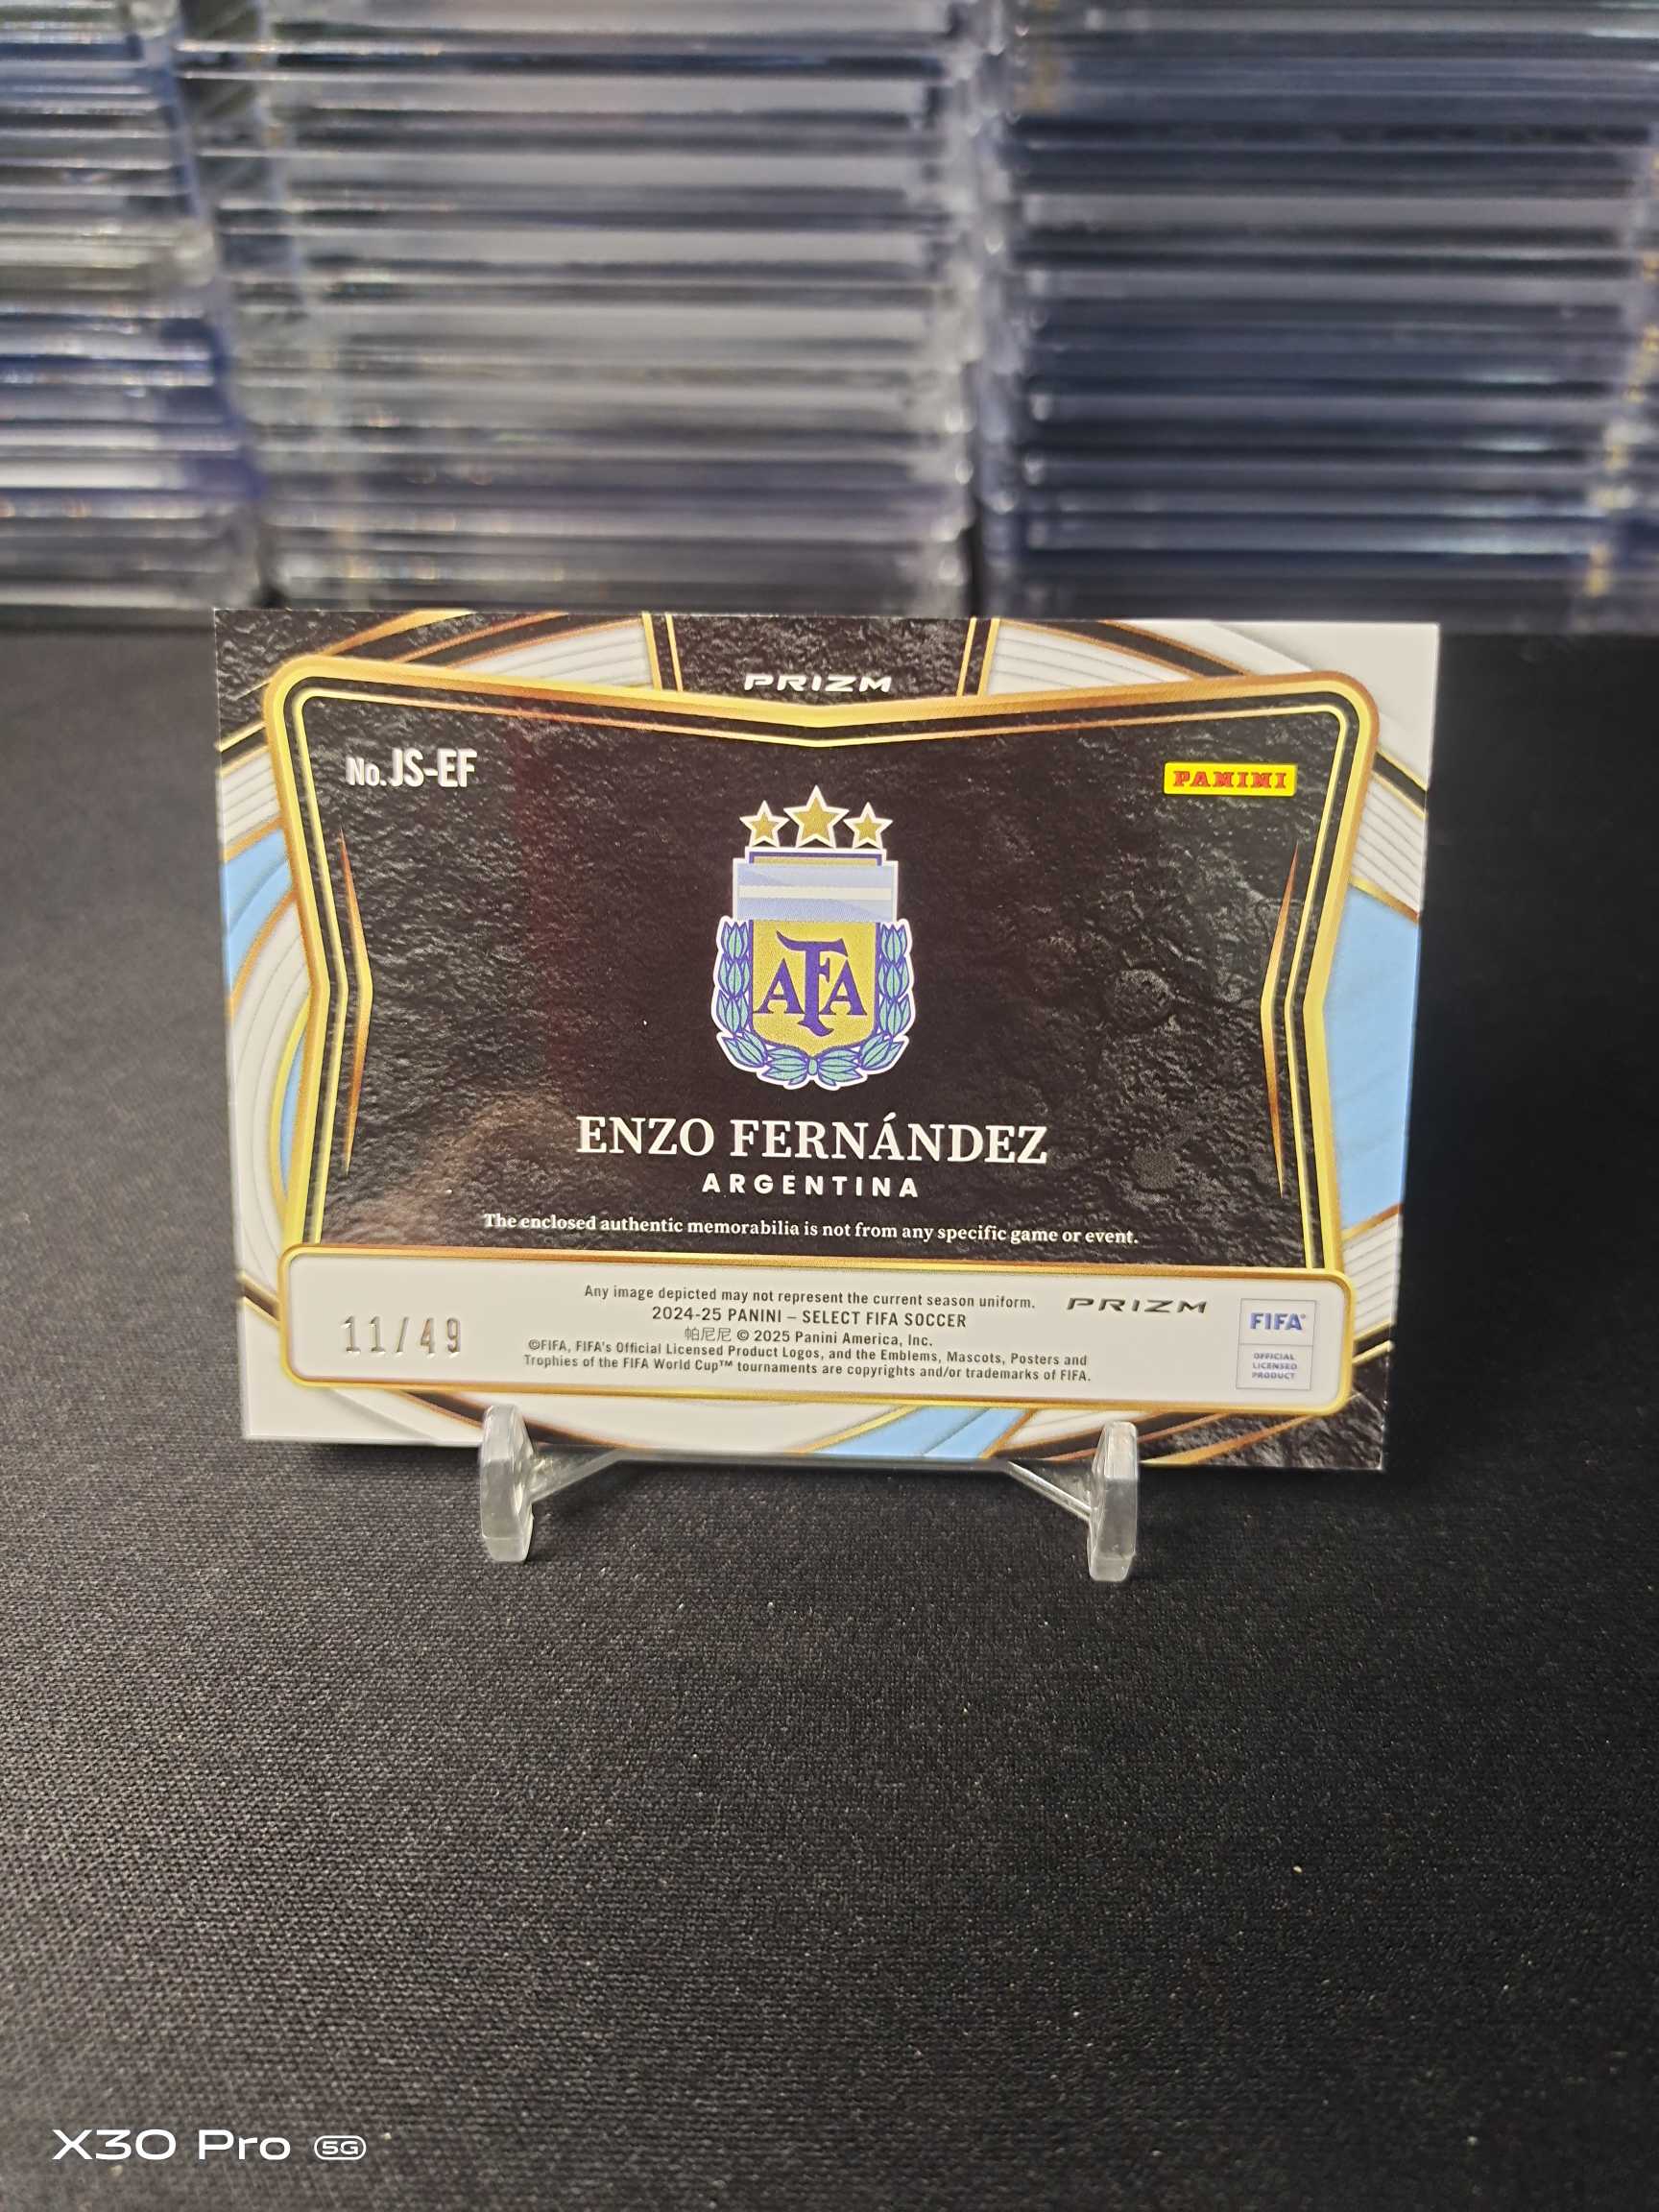 PRIZM
No. JS-EF
PANINI
AFA
ENZO FERNÁNDEZ
ARGENTINA
The enclosed authentic memorabilia is not from any specific game or event.
Any image depicted may not represent the current season uniform.
PRIZM
2024-25 PANINI – SELECT FIFA SOCCER
帕尼尼 © 2025 Panini America, Inc.
©FIFA, FIFA's Official Licensed Product Logos, and the Emblems, Mascots, Posters and
Trophies of the FIFA World Cup™ tournaments are copyrights and/or trademarks of FIFA.
11/49
FIFA®
OFFICIAL
LICENSED
PRODUCT
X30 Pro 5G